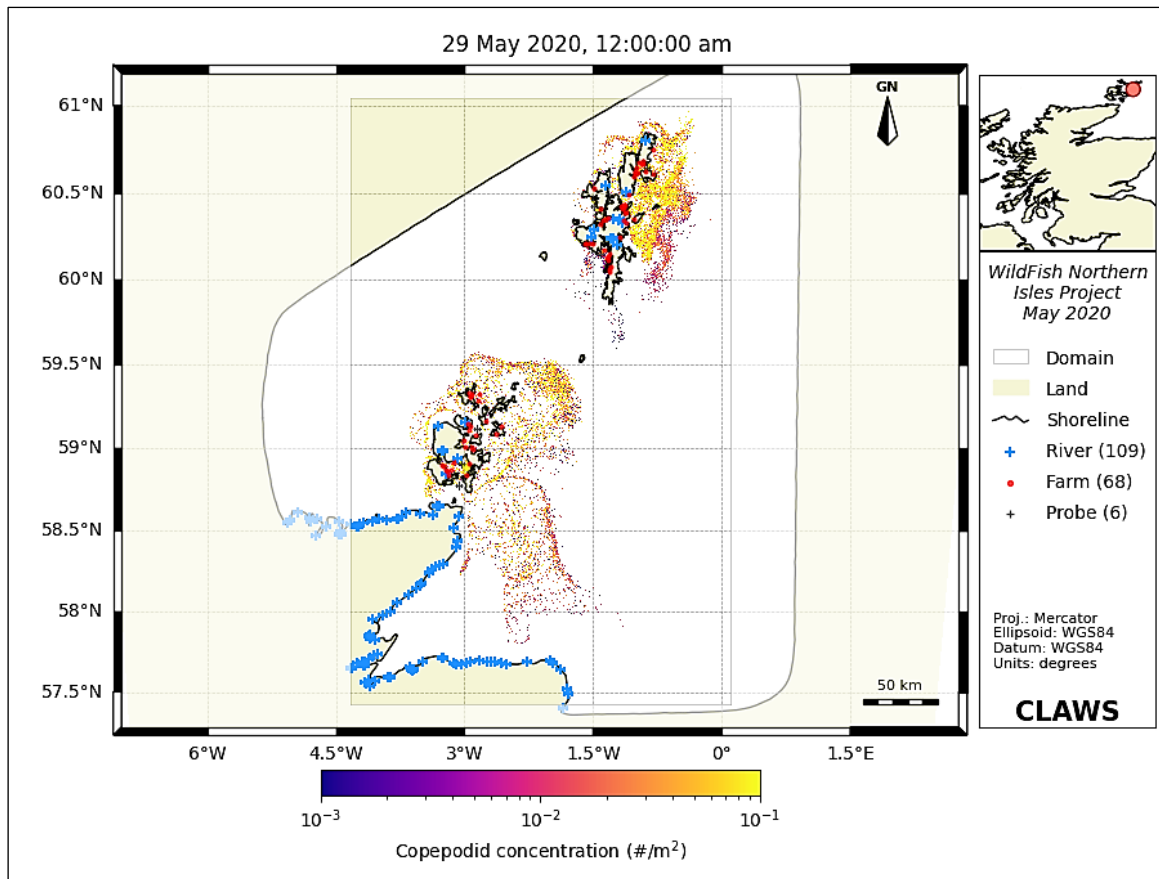 29 May 2020, 12:00:00 am
GN
61°N
60.5°N
60°N
59.5°N
59°N
58.5°N
58°N
57.5°N
6°W
4.5°W
3°W
1.5°W
0°
1.5°E
50 km
10⁻³
10⁻²
10⁻¹
Copepodid concentration (#/m²)
WildFish Northern
Isles Project
May 2020
Domain
Land
Shoreline
River (109)
Farm (68)
Probe (6)
Proj.: Mercator
Ellipsoid: WGS84
Datum: WGS84
Units: degrees
CLAWS